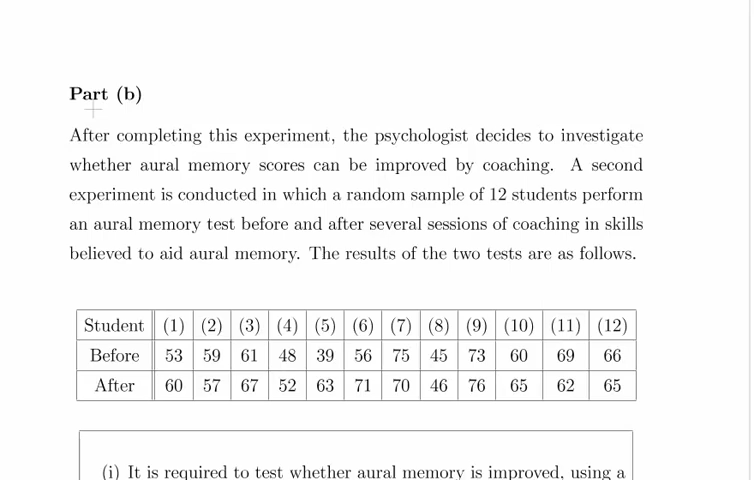 Part (b)
After completing this experiment, the psychologist decides to investigate
whether aural memory scores can be improved by coaching. A second
experiment is conducted in which a random sample of 12 students perform
an aural memory test before and after several sessions of coaching in skills
believed to aid aural memory. The results of the two tests are as follows.
Student (1) (2) (3) (4) (5) (6) (7) (8) (9) (10) (11) (12)
Before 53 59 61 48 39 56 75 45 73 60 69 66
After 60 57 67 52 63 71 70 46 76 65 62 65
(i) It is required to test whether aural memory is improved, using a